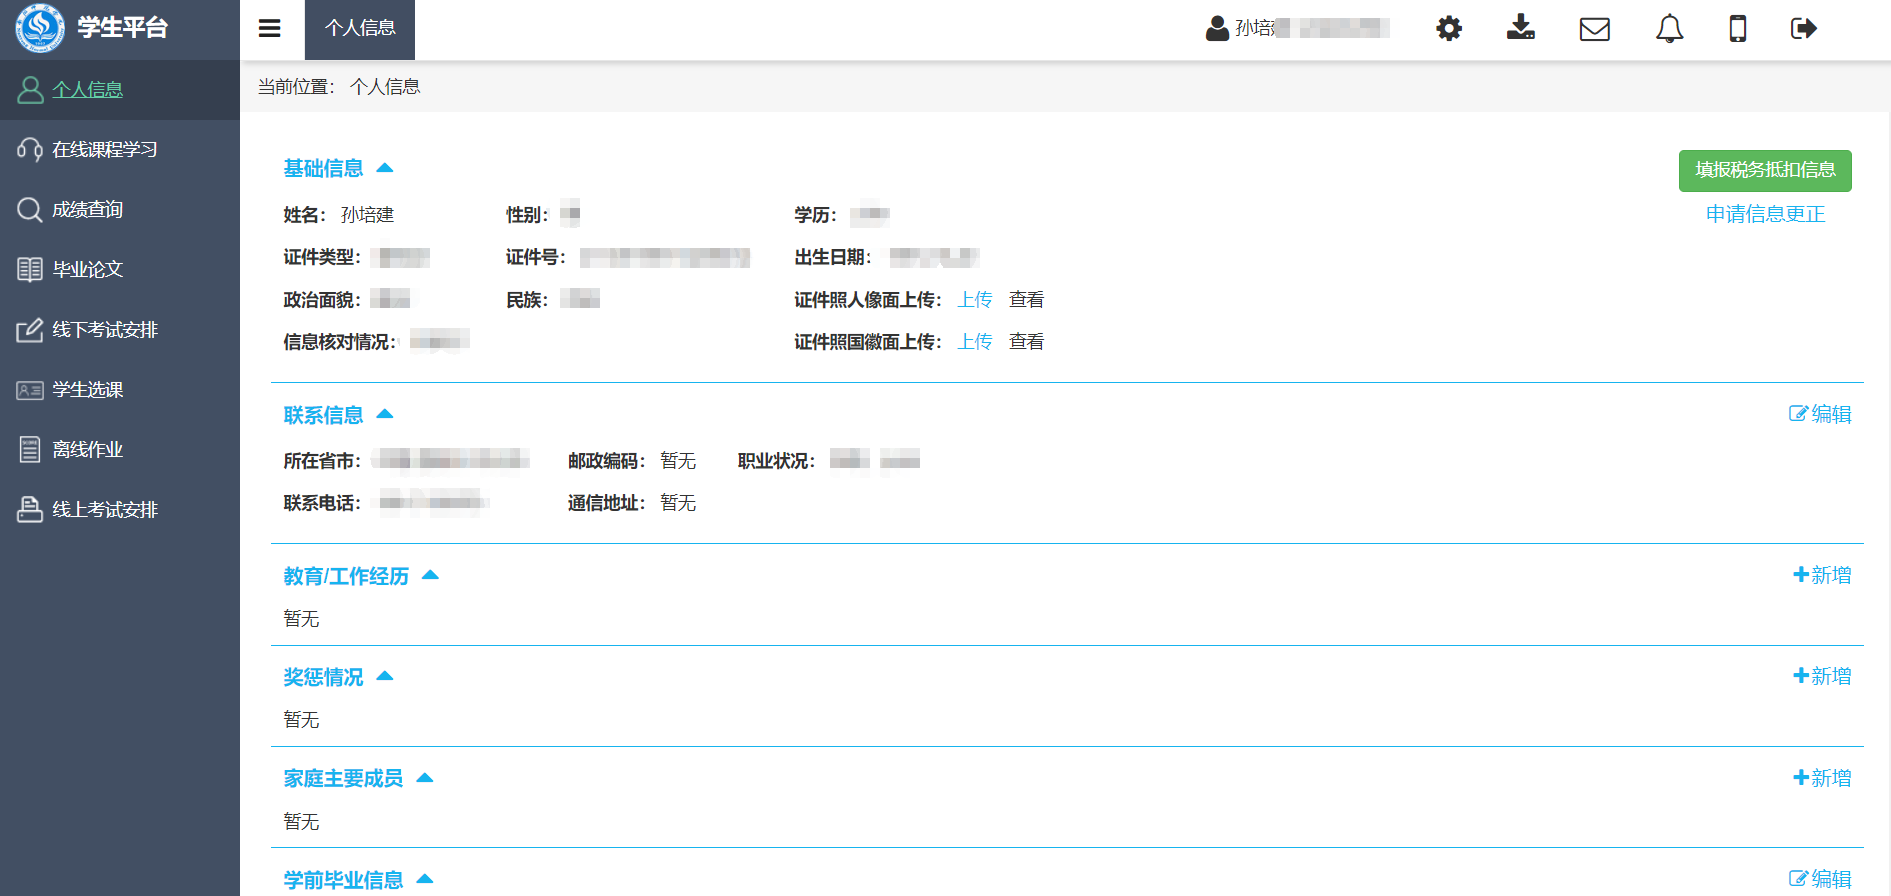 学生平台
个人信息
孙培建
个人信息
在线课程学习
成绩查询
毕业论文
线下考试安排
学生选课
离线作业
线上考试安排
当前位置： 个人信息
基础信息
填报税务抵扣信息
申请信息更正
姓名： 孙培建 性别： 学历：
证件类型： 证件号： 出生日期：
政治面貌： 民族： 证件照人像面上传： 上传 查看
信息核对情况： 证件照国徽面上传： 上传 查看
联系信息 编辑
所在省市： 邮政编码： 暂无 职业状况：
联系电话： 通信地址： 暂无
教育/工作经历 新增
暂无
奖惩情况 新增
暂无
家庭主要成员 新增
暂无
学前毕业信息 编辑